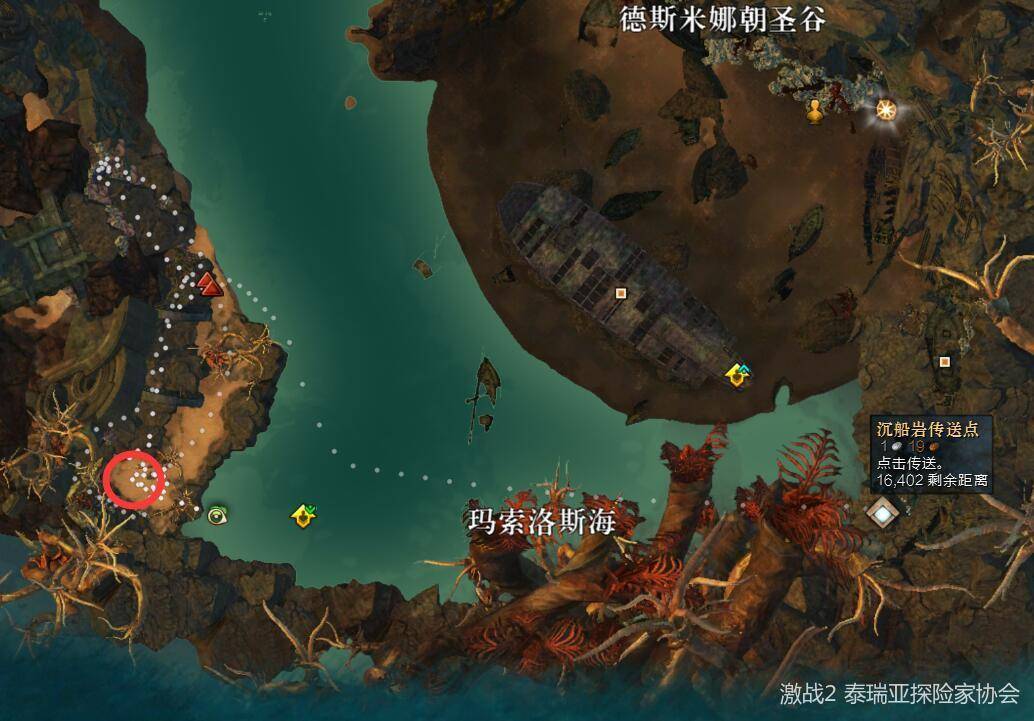 德斯米娜朝圣谷
沉船岩传送点
1 19
点击传送。
16,402 剩余距离
玛索洛斯海
激战2 泰瑞亚探险家协会